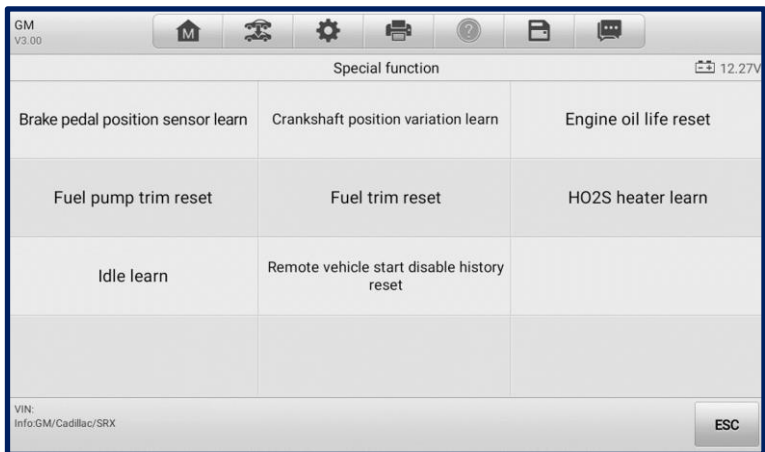 GM
V3.00
M
Special function
12.27V
Brake pedal position sensor learn
Crankshaft position variation learn
Engine oil life reset
Fuel pump trim reset
Fuel trim reset
HO2S heater learn
Idle learn
Remote vehicle start disable history
reset
VIN:
Info:GM/Cadillac/SRX
ESC